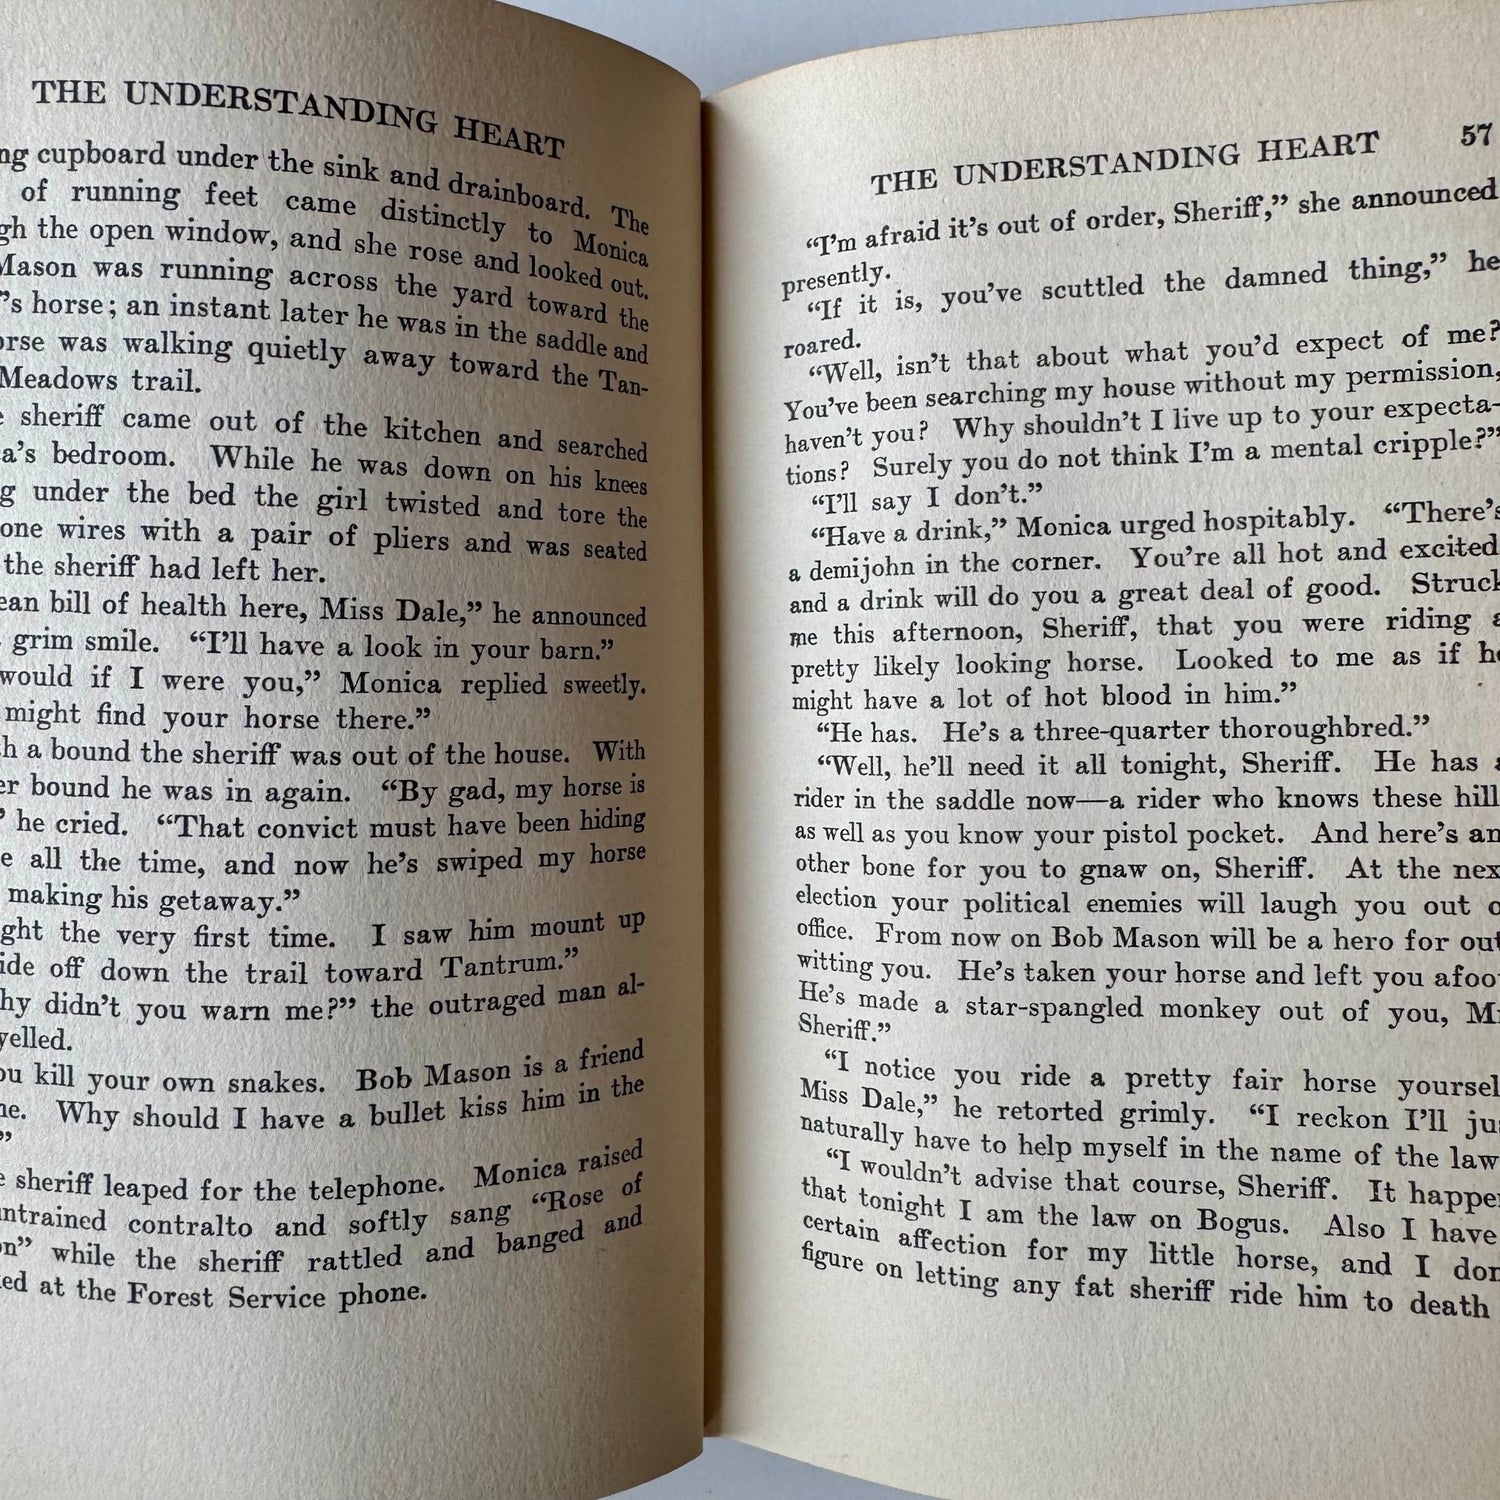 THE UNDERSTANDING HEART
cupboard under the sink and drainboard. The
of running feet came distinctly to Monica
the open window, and she rose and looked out.
Mason was running across the yard toward the
horse; an instant later he was in the saddle and
was walking quietly away toward the Tan-
Meadows trail.
sheriff came out of the kitchen and searched
bedroom. While he was down on his knees
under the bed the girl twisted and tore the
wires with a pair of pliers and was seated
the sheriff had left her.
bill of health here, Miss Dale,” he announced
grim smile. “I'll have a look in your barn.”
would if I were you,” Monica replied sweetly.
might find your horse there.”
a bound the sheriff was out of the house. With
bound he was in again. “By gad, my horse is
he cried. “That convict must have been hiding
all the time, and now he's swiped my horse
making his getaway.”
the very first time. I saw him mount up
off down the trail toward Tantrum.”
didn't you warn me?” the outraged man al-
yelled.
kill your own snakes. Bob Mason is a friend
Why should I have a bullet kiss him in the
”
sheriff leaped for the telephone. Monica raised
contralto and softly sang “Rose of
while the sheriff rattled and banged and
at the Forest Service phone.
THE UNDERSTANDING HEART 57
“I'm afraid it's out of order, Sheriff,” she announced
presently.
“If it is, you've scuttled the damned thing,” he
roared.
“Well, isn't that about what you'd expect of me?
You've been searching my house without my permission,
haven't you? Why shouldn't I live up to your expecta-
tions? Surely you do not think I'm a mental cripple?”
“I'll say I don't.”
“Have a drink,” Monica urged hospitably. “There's
a demijohn in the corner. You're all hot and excited
and a drink will do you a great deal of good. Struck
me this afternoon, Sheriff, that you were riding a
pretty likely looking horse. Looked to me as if he
might have a lot of hot blood in him.”
“He has. He's a three-quarter thoroughbred.”
“Well, he'll need it all tonight, Sheriff. He has a
rider in the saddle now—a rider who knows these hill
as well as you know your pistol pocket. And here's an
other bone for you to gnaw on, Sheriff. At the nex
election your political enemies will laugh you out o
office. From now on Bob Mason will be a hero for out
witting you. He's taken your horse and left you afoot
He's made a star-spangled monkey out of you, Mr
Sheriff.”
“I notice you ride a pretty fair horse yourself
Miss Dale,” he retorted grimly. “I reckon I'll jus
naturally have to help myself in the name of the law
“I wouldn't advise that course, Sheriff. It happen
that tonight I am the law on Bogus. Also I have
certain affection for my little horse, and I don
figure on letting any fat sheriff ride him to death